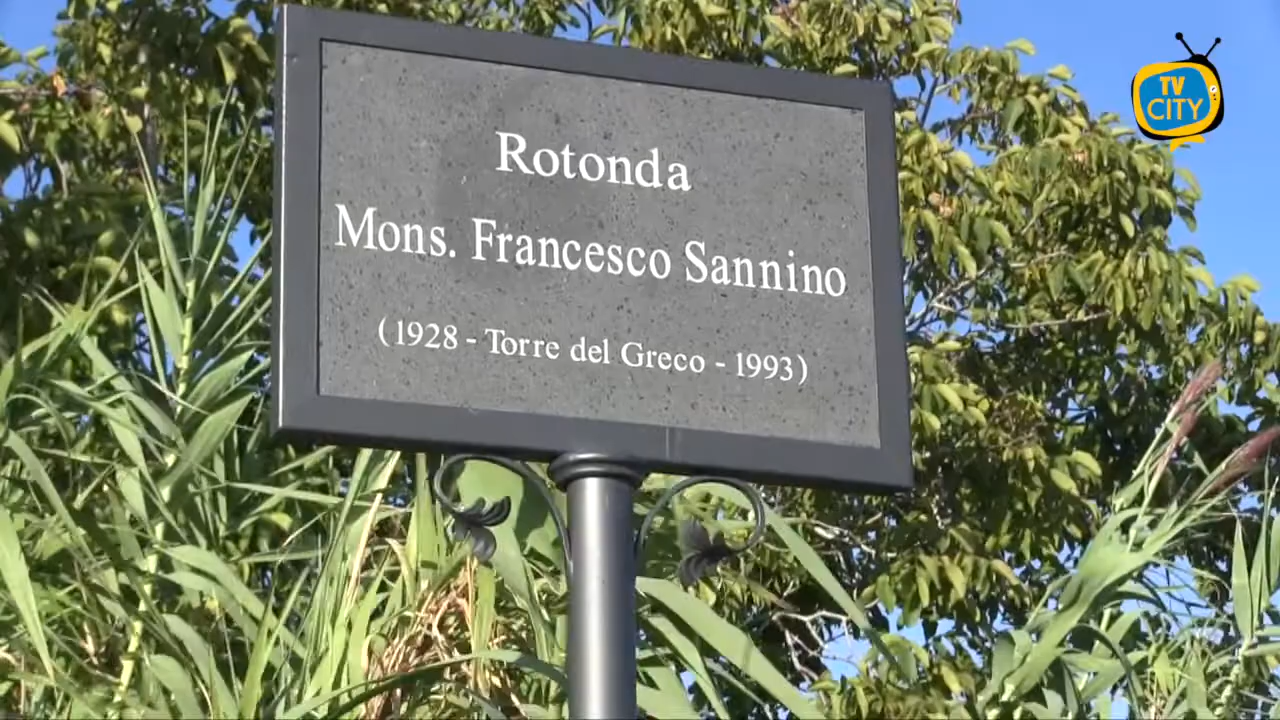 Rotonda
Mons. Francesco Sannino
(1928 - Torre del Greco - 1993)
TV
CITY